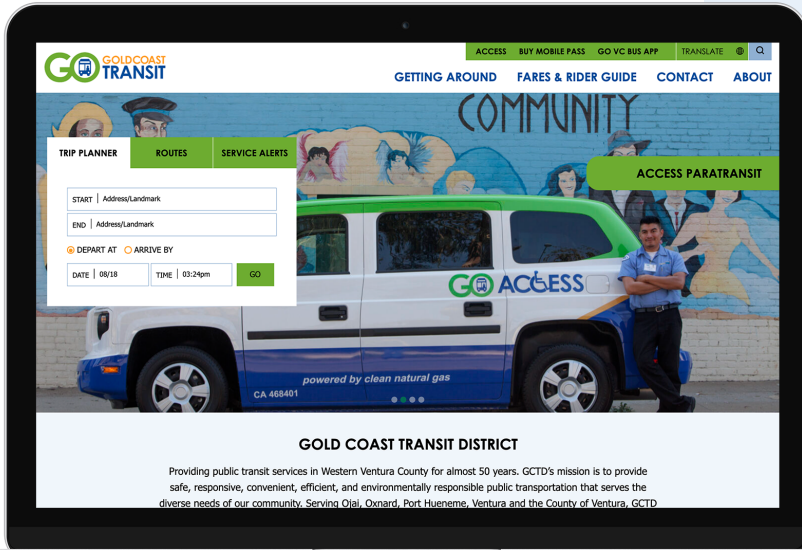 ACCESS BUY MOBILE PASS GO VC BUS APP TRANSLATE
GO GOLDCOAST
TRANSIT
GETTING AROUND FARES & RIDER GUIDE CONTACT ABOUT
COMMUNITY
TRIP PLANNER ROUTES SERVICE ALERTS
ACCESS PARATRANSIT
START Address/Landmark
END Address/Landmark
DEPART AT ARRIVE BY
DATE 08/18 TIME 03:24pm GO
GO ACCESS
powered by clean natural gas
CA 468401
GOLD COAST TRANSIT DISTRICT
Providing public transit services in Western Ventura County for almost 50 years. GCTD's mission is to provide
safe, responsive, convenient, efficient, and environmentally responsible public transportation that serves the
diverse needs of our community. Serving Ojai, Oxnard, Port Hueneme, Ventura and the County of Ventura, GCTD